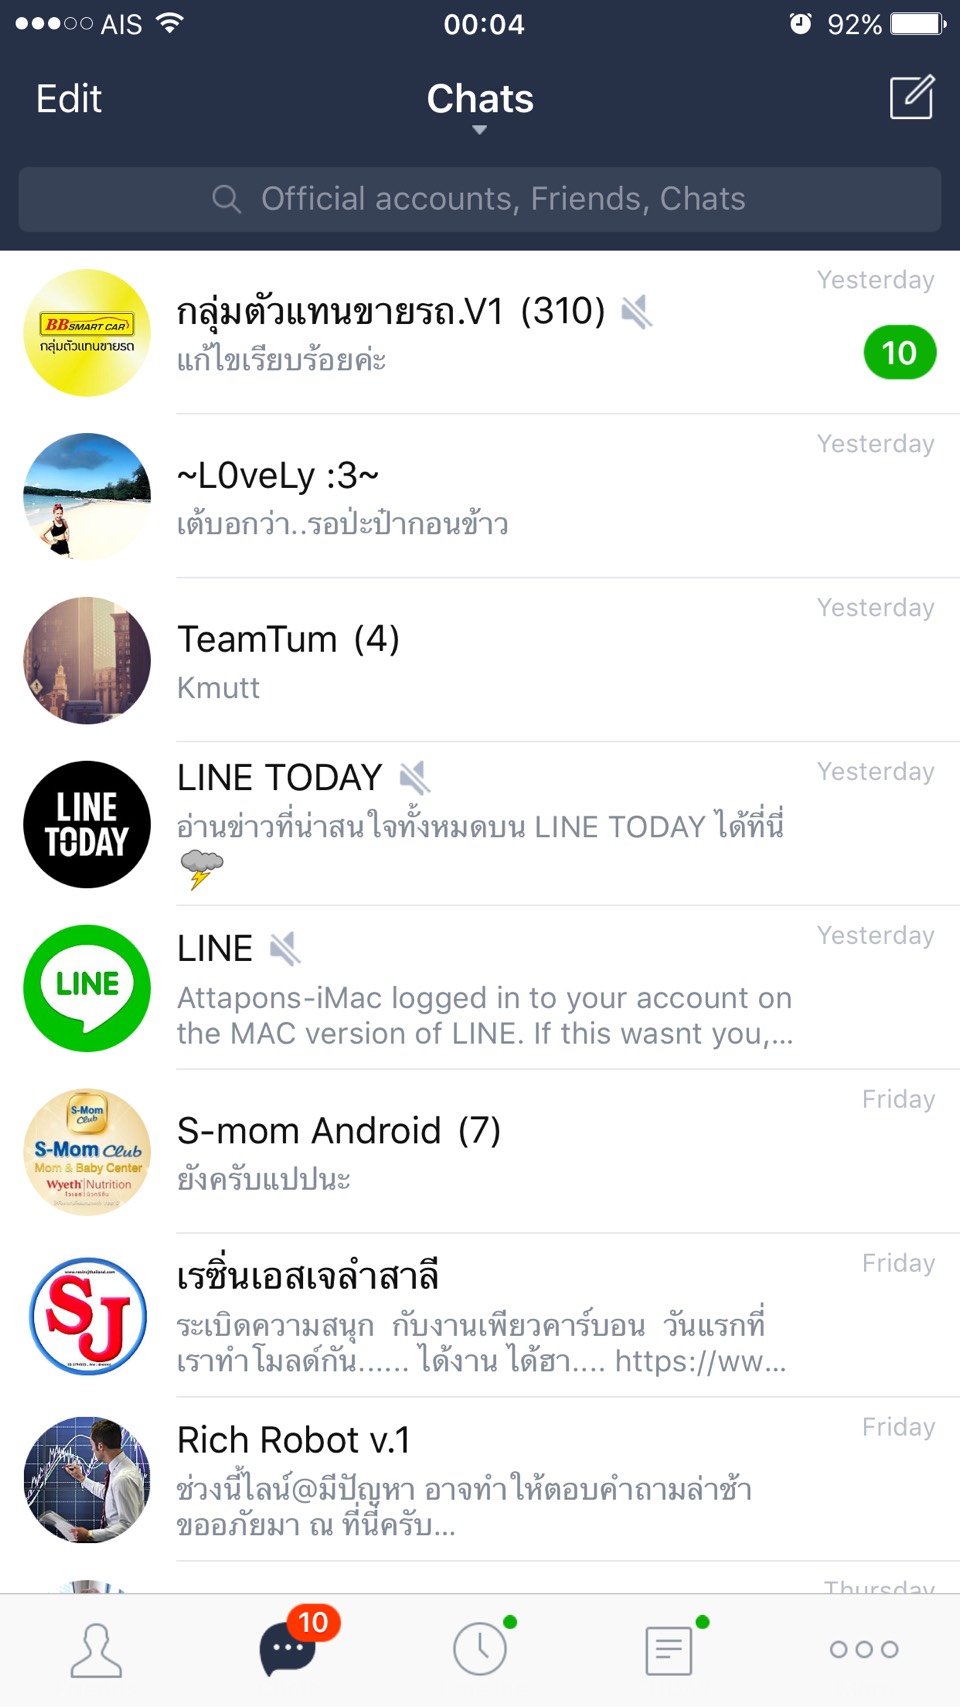 AIS
00:04
92%
Edit
Chats
Official accounts, Friends, Chats
Yesterday
BBSMART CAR
กลุ่มตัวแทนขายรถ
กลุ่มตัวแทนขายรถ.V1 (310)
10
แก้ไขเรียบร้อยค่ะ
Yesterday
~L0veLy :3~
เต้บอกว่า..รอป่ะป๋ากอนข้าว
Yesterday
TeamTum (4)
Kmutt
Yesterday
LINE TODAY
LINE TODAY
อ่านข่าวที่น่าสนใจทั้งหมดบน LINE TODAY ได้ที่นี่
Yesterday
LINE
LINE
Attapons-iMac logged in to your account on
the MAC version of LINE. If this wasnt you,...
Friday
S-Mom Club
S-Mom Club
Mom & Baby Center
Wyeth Nutrition
S-mom Android (7)
ยังครับแปปนะ
Friday
SJ
เรซิ่นเอสเจลำสาลี
ระเบิดความสนุก กับงานเพียวคาร์บอน วันแรกที่
เราทำโมลด์กัน...... ได้งาน ได้ฮา.... https://ww...
Friday
Rich Robot v.1
ช่วงนี้ไลน์@มีปัญหา อาจทำให้ตอบคำถามล่าช้า
ขออภัยมา ณ ที่นี้ครับ...
Thursday
10